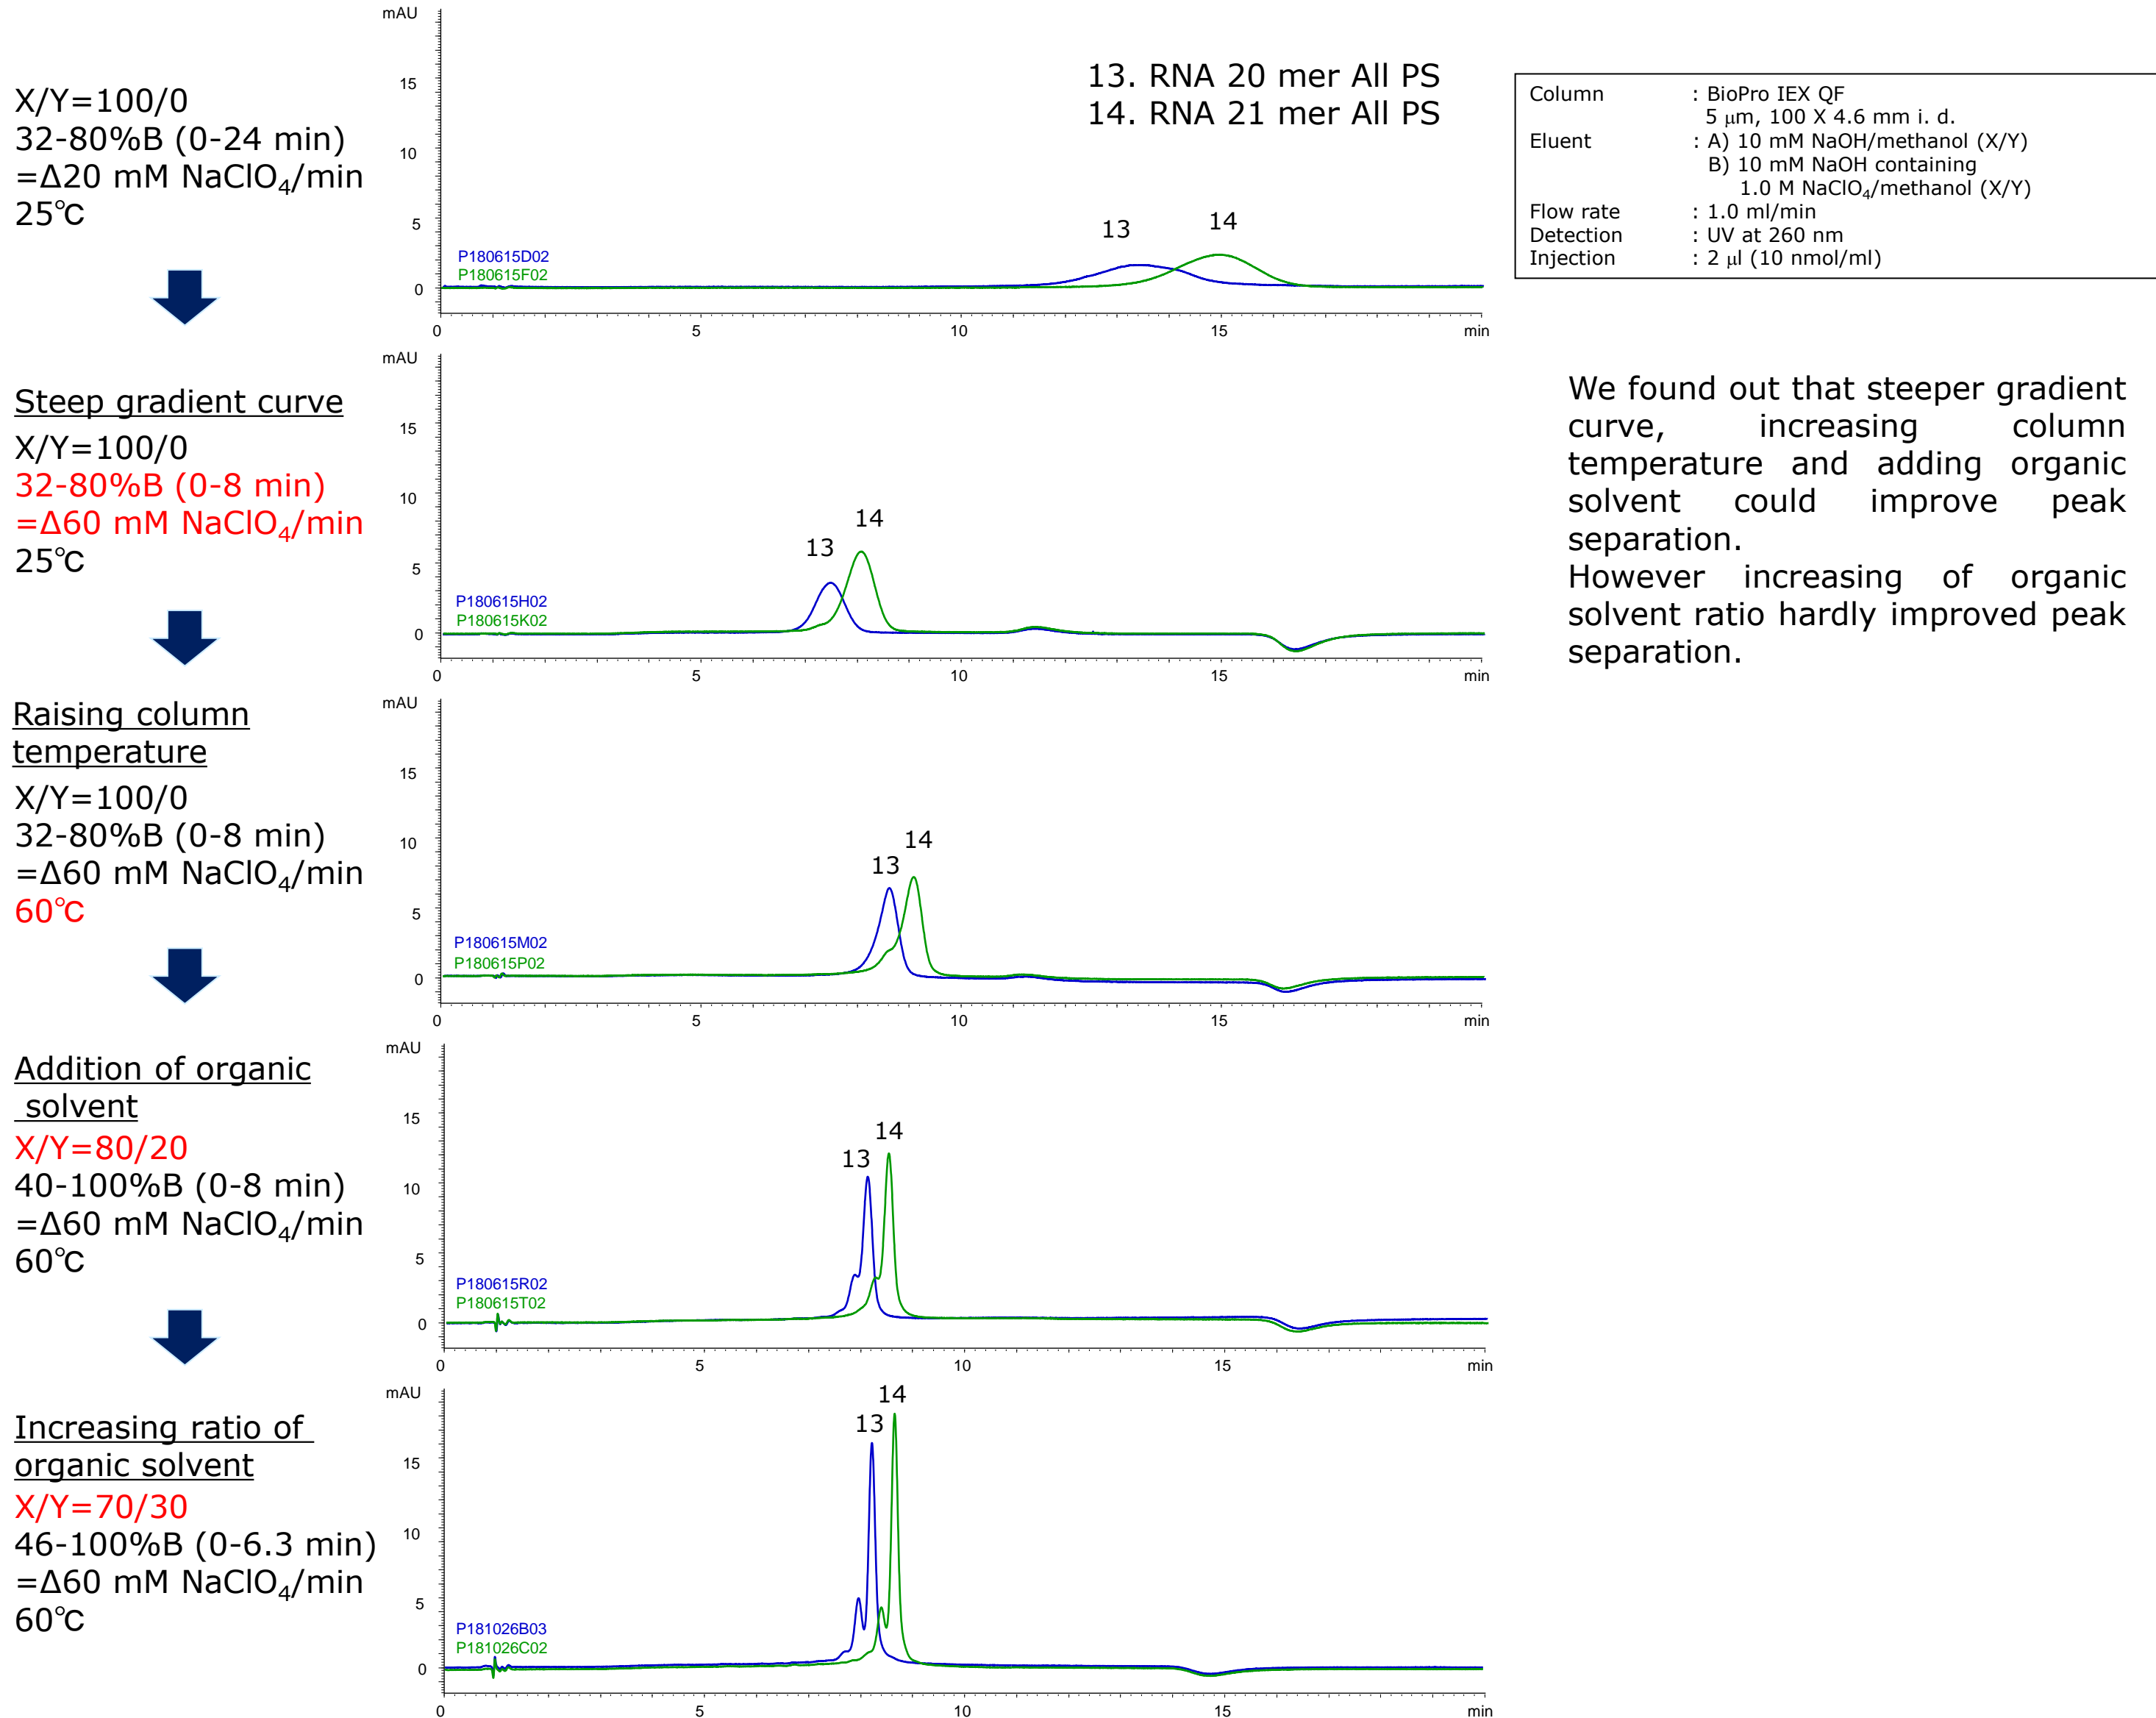 13. RNA 20 mer All PS
14. RNA 21 mer All PS
Column : BioPro IEX QF
5 μm, 100 X 4.6 mm i. d.
Eluent : A) 10 mM NaOH/methanol (X/Y)
B) 10 mM NaOH containing
1.0 M NaClO₄/methanol (X/Y)
Flow rate : 1.0 ml/min
Detection : UV at 260 nm
Injection : 2 μl (10 nmol/ml)
X/Y=100/0
32-80%B (0-24 min)
=Δ20 mM NaClO₄/min
25℃
mAU
15
10
5
0
13
14
P180615D02
P180615F02
0 5 10 15 min
Steep gradient curve
X/Y=100/0
32-80%B (0-8 min)
=Δ60 mM NaClO₄/min
25℃
mAU
15
10
5
0
13
14
P180615H02
P180615K02
0 5 10 15 min
We found out that steeper gradient
curve, increasing column
temperature and adding organic
solvent could improve peak
separation.
However increasing of organic
solvent ratio hardly improved peak
separation.
Raising column
temperature
X/Y=100/0
32-80%B (0-8 min)
=Δ60 mM NaClO₄/min
60℃
mAU
15
10
5
0
13
14
P180615M02
P180615P02
0 5 10 15 min
Addition of organic
solvent
X/Y=80/20
40-100%B (0-8 min)
=Δ60 mM NaClO₄/min
60℃
mAU
15
10
5
0
13
14
P180615R02
P180615T02
0 5 10 15 min
Increasing ratio of
organic solvent
X/Y=70/30
46-100%B (0-6.3 min)
=Δ60 mM NaClO₄/min
60℃
mAU
15
10
5
0
13
14
P181026B03
P181026C02
0 5 10 15 min